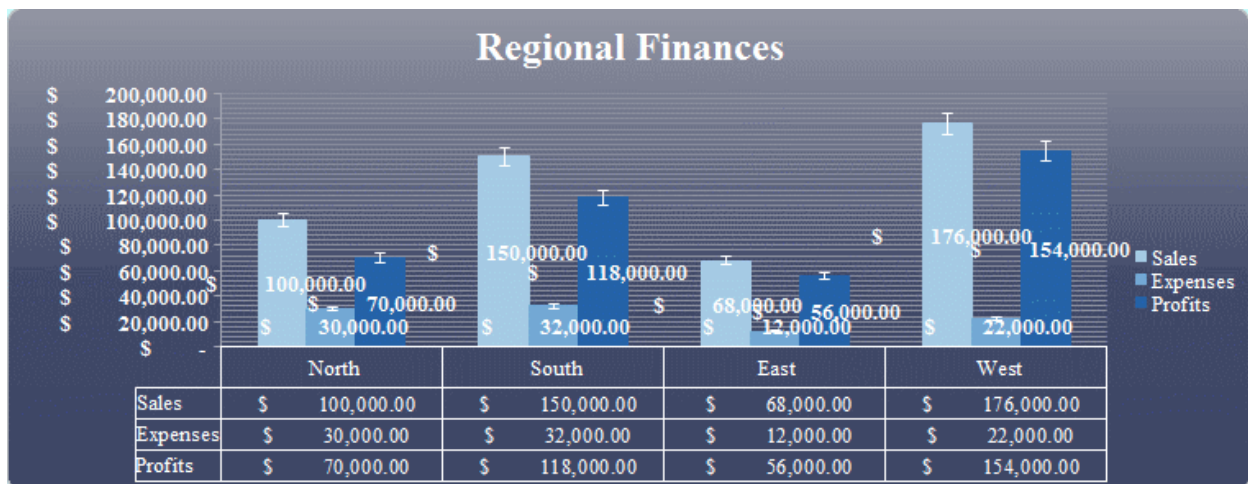 Regional Finances
$ 200,000.00
$ 180,000.00
$ 160,000.00
$ 140,000.00
$ 120,000.00
$ 100,000.00
$ 80,000.00
$ 60,000.00
$ 40,000.00
$ 20,000.00
$ -
$ 100,000.00
$ 30,000.00
$ 70,000.00
$ 150,000.00
$ 32,000.00
$ 118,000.00
$ 68,000.00
$ 12,000.00
$ 56,000.00
$ 176,000.00
$ 22,000.00
$ 154,000.00
Sales
Expenses
Profits
North South East West
Sales $ 100,000.00 $ 150,000.00 $ 68,000.00 $ 176,000.00
Expenses $ 30,000.00 $ 32,000.00 $ 12,000.00 $ 22,000.00
Profits $ 70,000.00 $ 118,000.00 $ 56,000.00 $ 154,000.00